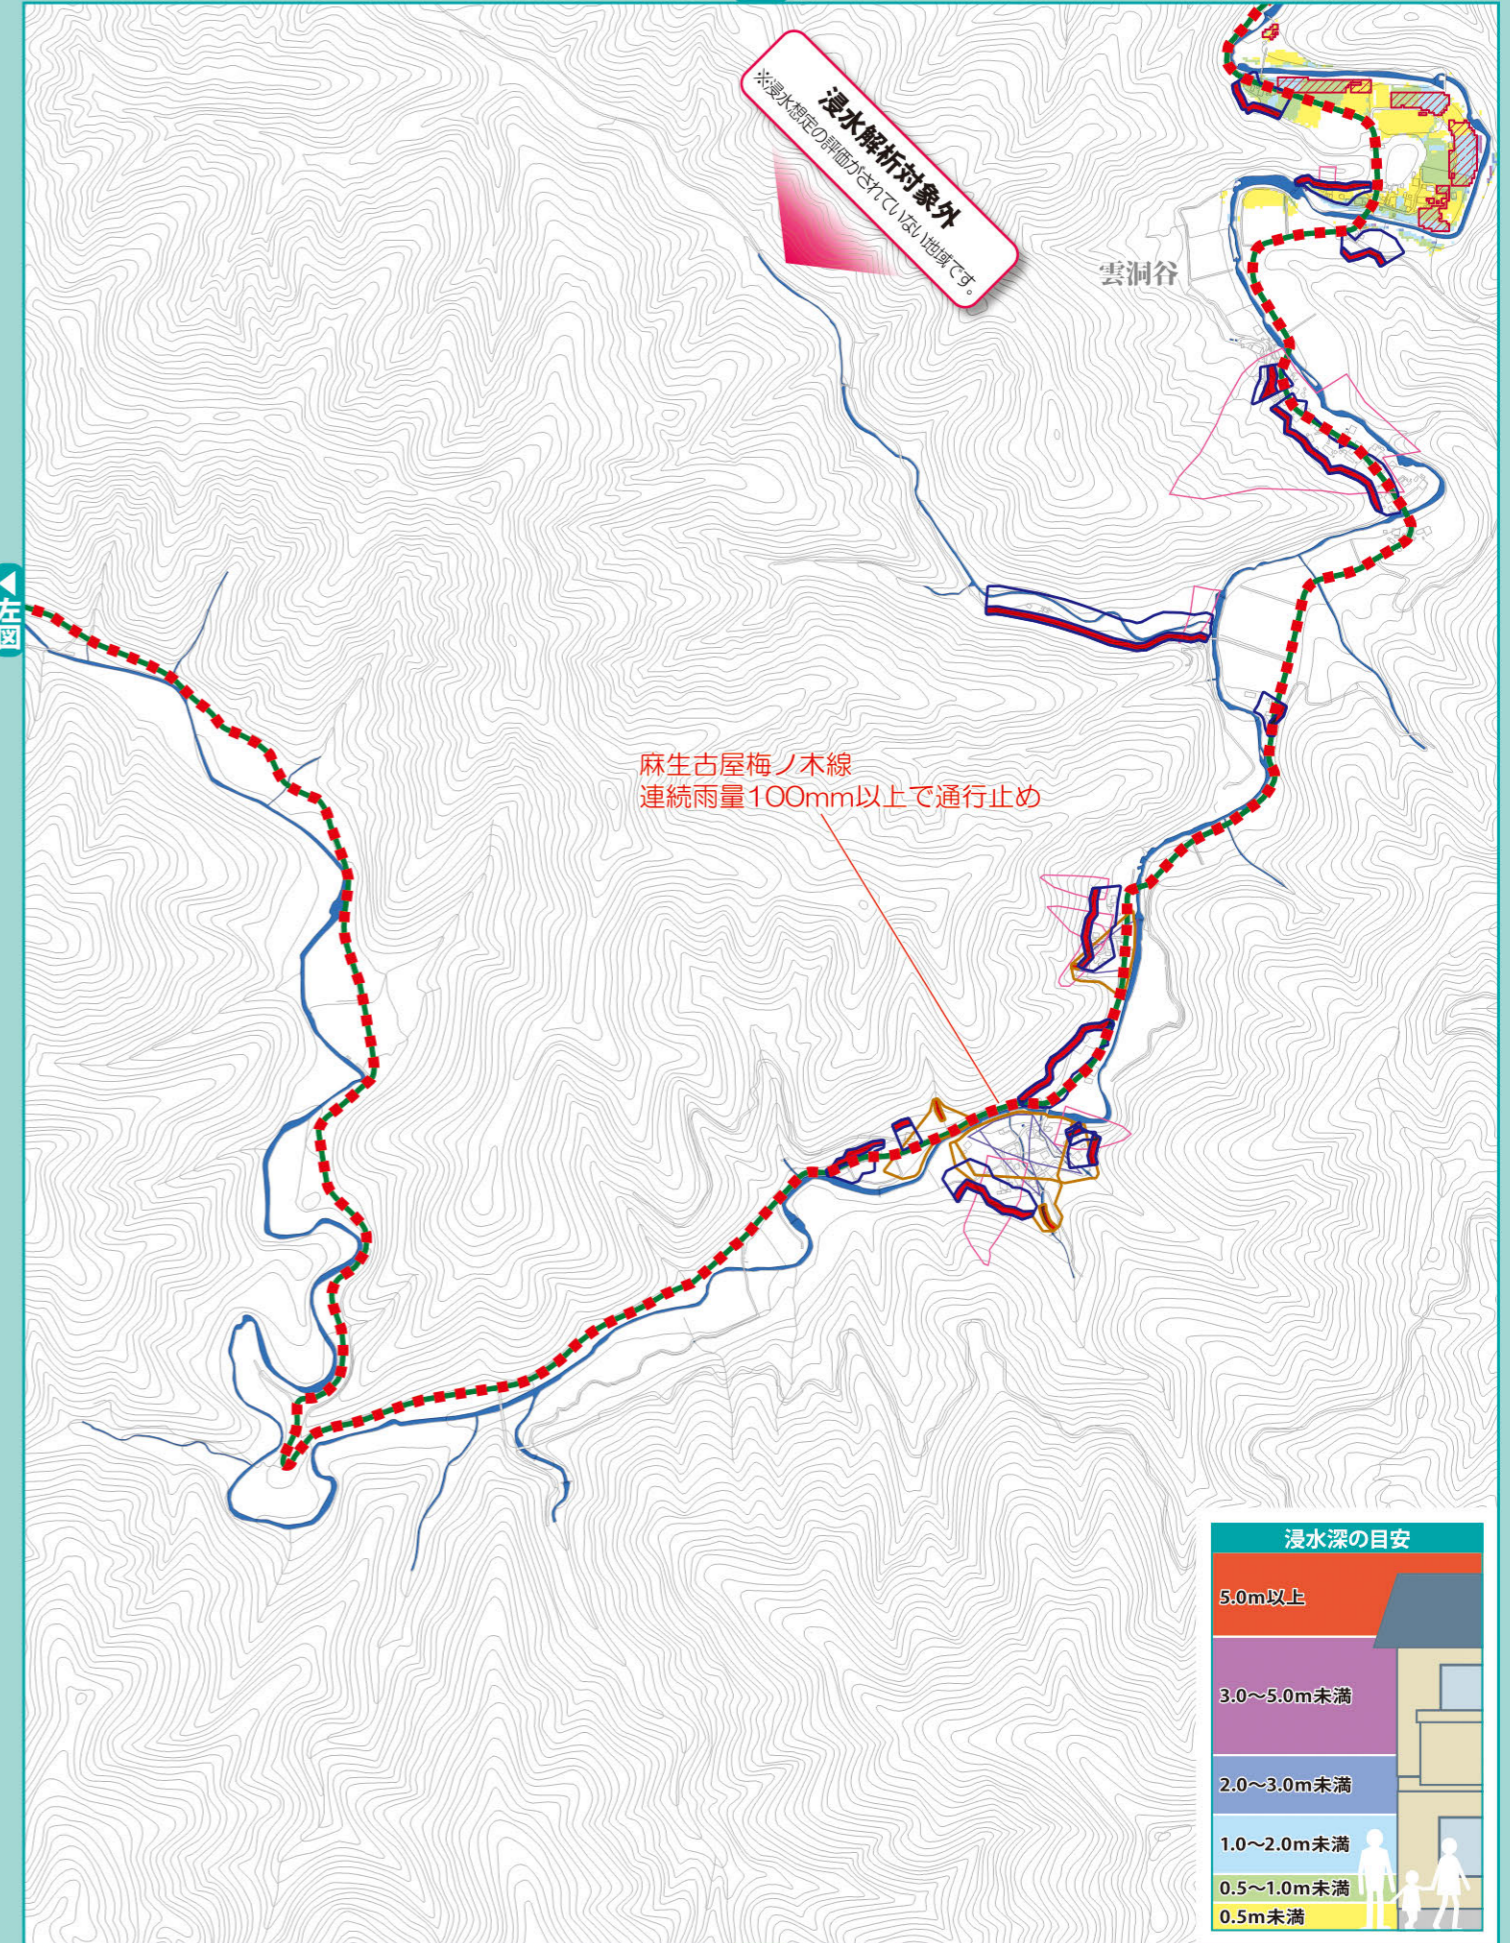 浸水解析対象外
※浸水想定の評価がされていない地域です。
雲洞谷
左図
麻生古屋梅ノ木線
連続雨量100mm以上で通行止め
浸水深の目安
5.0m以上
3.0〜5.0m未満
2.0〜3.0m未満
1.0〜2.0m未満
0.5〜1.0m未満
0.5m未満